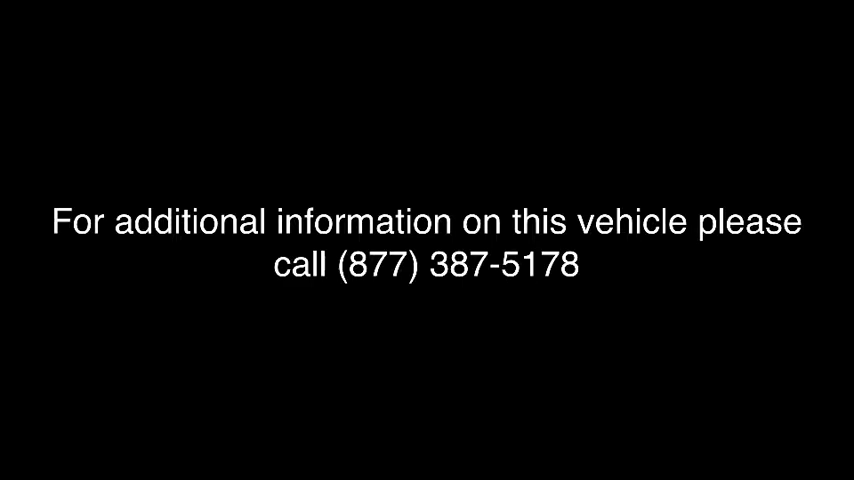 For additional information on this vehicle please
call (877) 387-5178